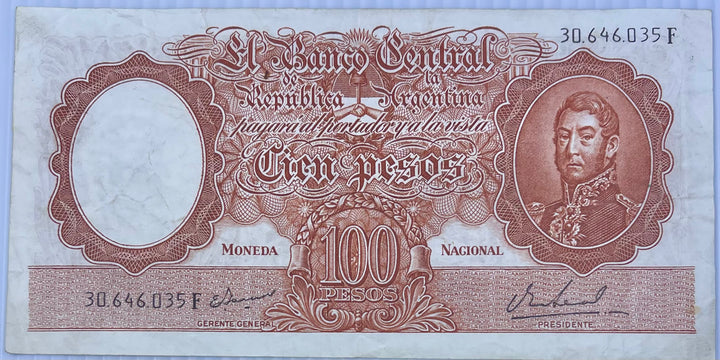 30.646.035 F
El Banco Central
de la
República Argentina
pagará al portador y a la vista
Cien pesos
MONEDA 100 NACIONAL
PESOS
30.646.035 F
GERENTE GENERAL PRESIDENTE